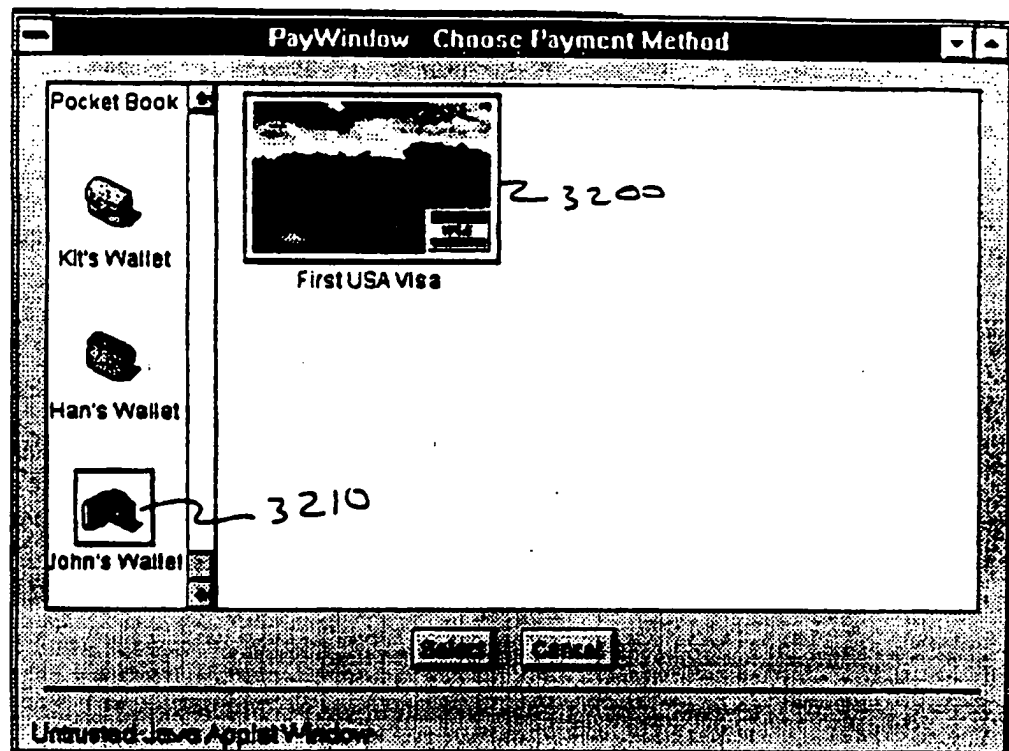 PayWindow Choose Payment Method
Pocket Book
Kit's Wallet
Han's Wallet
John's Wallet
First USA Visa
3200
3210
Select Cancel
Untrusted Java Applet Window